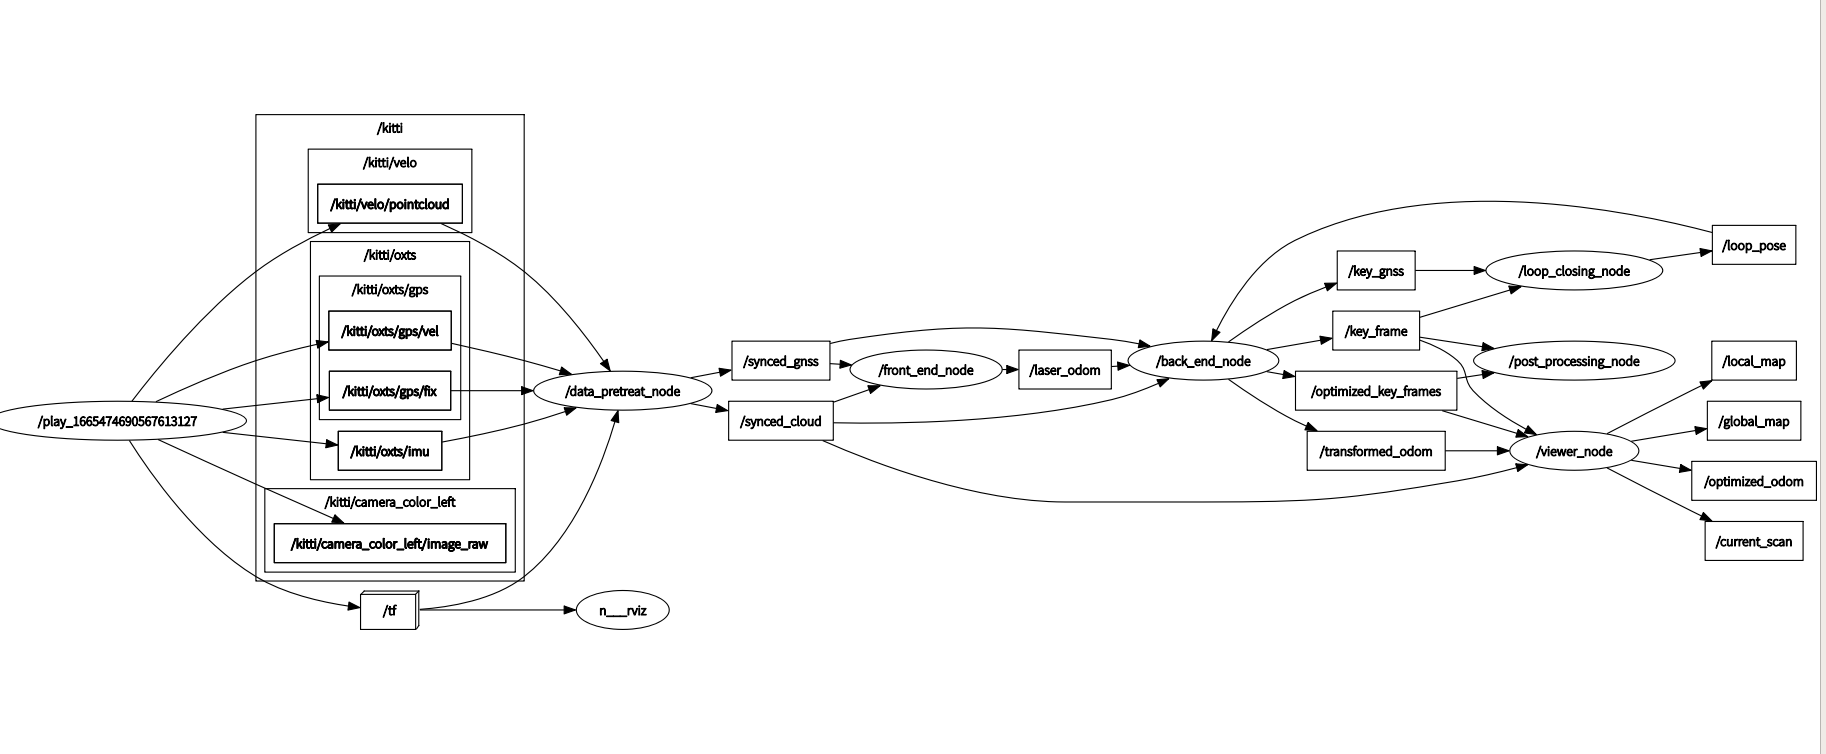 /kitti
/kitti/velo
/kitti/velo/pointcloud
/kitti/oxts
/kitti/oxts/gps
/kitti/oxts/gps/vel
/kitti/oxts/gps/fix
/kitti/oxts/imu
/kitti/camera_color_left
/kitti/camera_color_left/image_raw
/play_1665474690567613127
/tf
n___rviz
/data_pretreat_node
/synced_gnss
/synced_cloud
/front_end_node
/laser_odom
/back_end_node
/key_gnss
/key_frame
/optimized_key_frames
/transformed_odom
/loop_closing_node
/post_processing_node
/viewer_node
/loop_pose
/local_map
/global_map
/optimized_odom
/current_scan